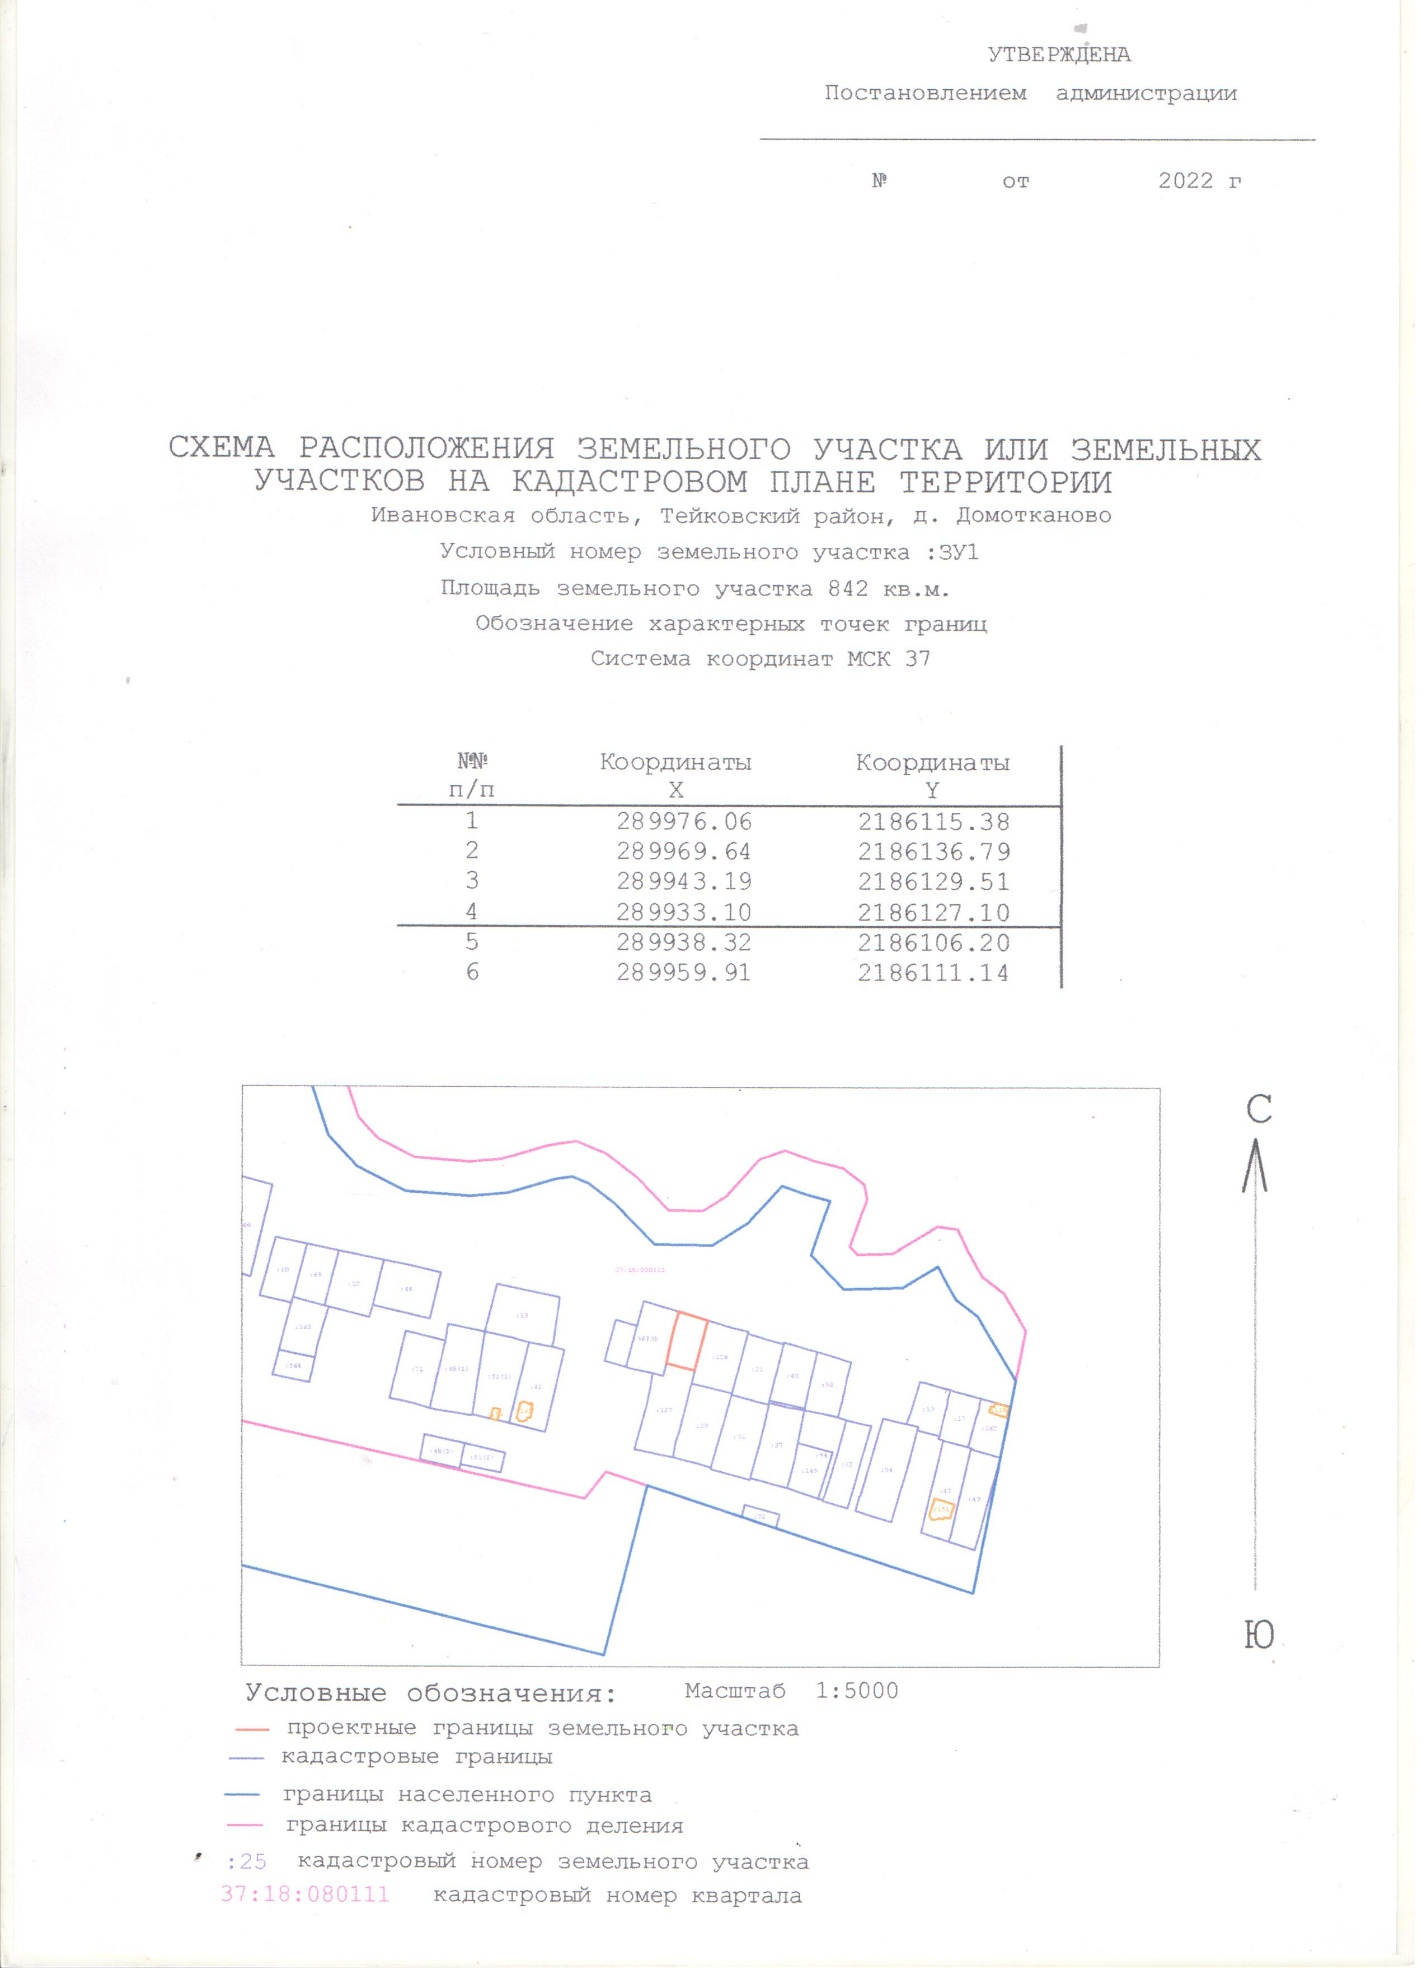 УТВЕРЖДЕНА
Постановлением администрации
№ от 2022 г
СХЕМА РАСПОЛОЖЕНИЯ ЗЕМЕЛЬНОГО УЧАСТКА ИЛИ ЗЕМЕЛЬНЫХ
УЧАСТКОВ НА КАДАСТРОВОМ ПЛАНЕ ТЕРРИТОРИИ
Ивановская область, Тейковский район, д. Домотканово
Условный номер земельного участка :ЗУ1
Площадь земельного участка 842 кв.м.
Обозначение характерных точек границ
Система координат МСК 37
№№ Координаты Координаты
п/п X Y
1 289976.06 2186115.38
2 289969.64 2186136.79
3 289943.19 2186129.51
4 289933.10 2186127.10
5 289938.32 2186106.20
6 289959.91 2186111.14
С
37:18:080111
Ю
Условные обозначения: Масштаб 1:5000
проектные границы земельного участка
кадастровые границы
границы населенного пункта
границы кадастрового деления
:25 кадастровый номер земельного участка
37:18:080111 кадастровый номер квартала